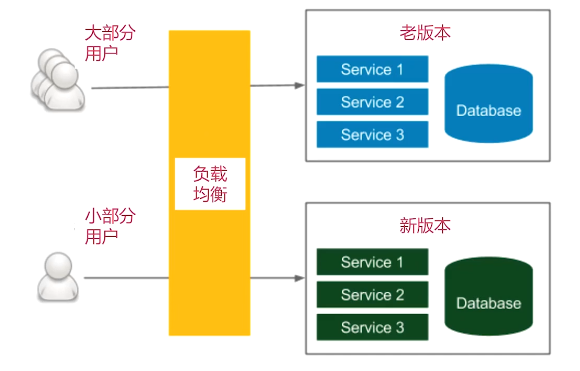 大部分
用户
老版本
Service 1
Service 2
Service 3
Database
负载
均衡
小部分
用户
新版本
Service 1
Service 2
Service 3
Database